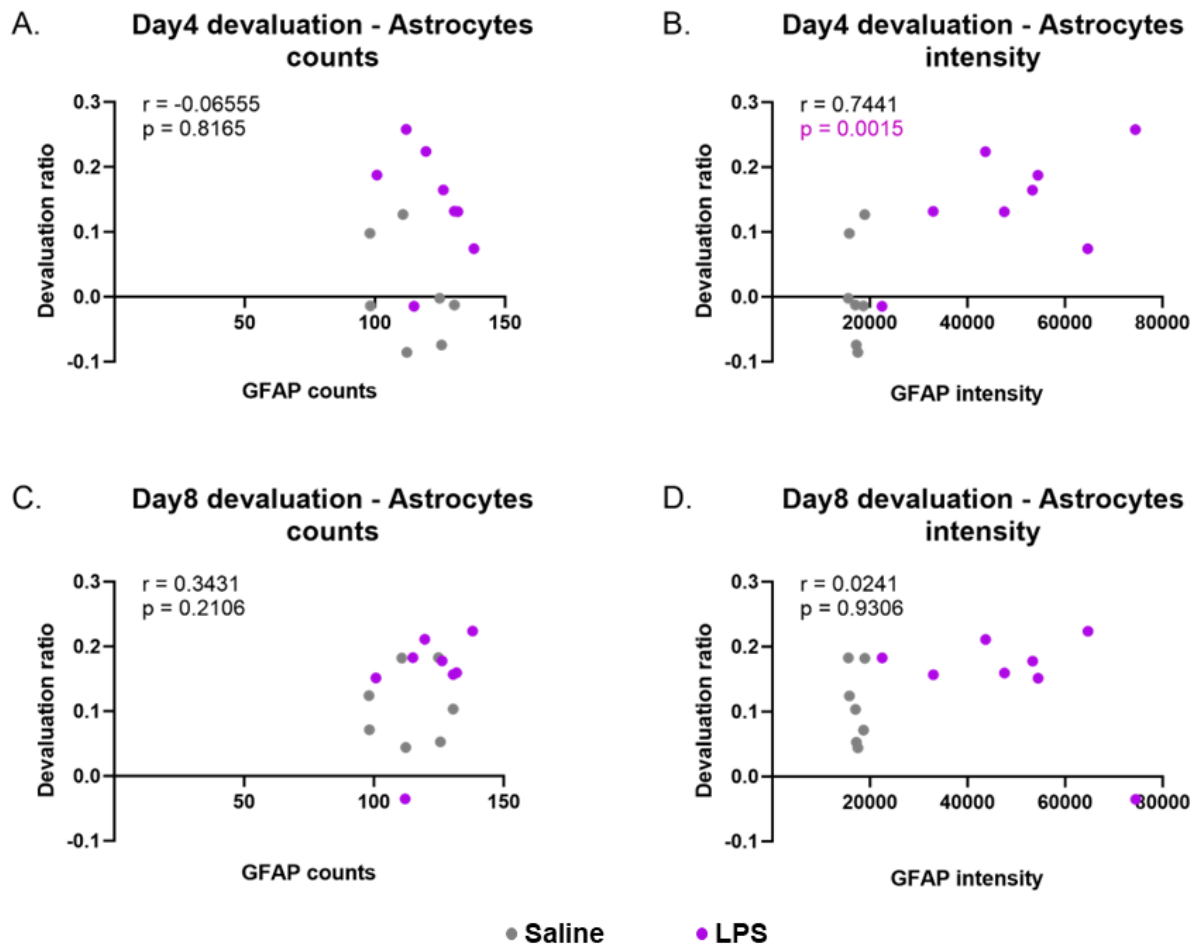 A.
Day4 devaluation - Astrocytes
counts
r = -0.06555
p = 0.8165
0.3
0.2
0.1
0.0
-0.1
Devaluation ratio
50
100
150
GFAP counts
B.
Day4 devaluation - Astrocytes
intensity
r = 0.7441
p = 0.0015
0.3
0.2
0.1
0.0
-0.1
Devaluation ratio
20000
40000
60000
80000
GFAP intensity
C.
Day8 devaluation - Astrocytes
counts
r = 0.3431
p = 0.2106
0.3
0.2
0.1
0.0
-0.1
Devaluation ratio
50
100
150
GFAP counts
D.
Day8 devaluation - Astrocytes
intensity
r = 0.0241
p = 0.9306
0.3
0.2
0.1
0.0
-0.1
Devaluation ratio
20000
40000
60000
80000
GFAP intensity
Saline
LPS